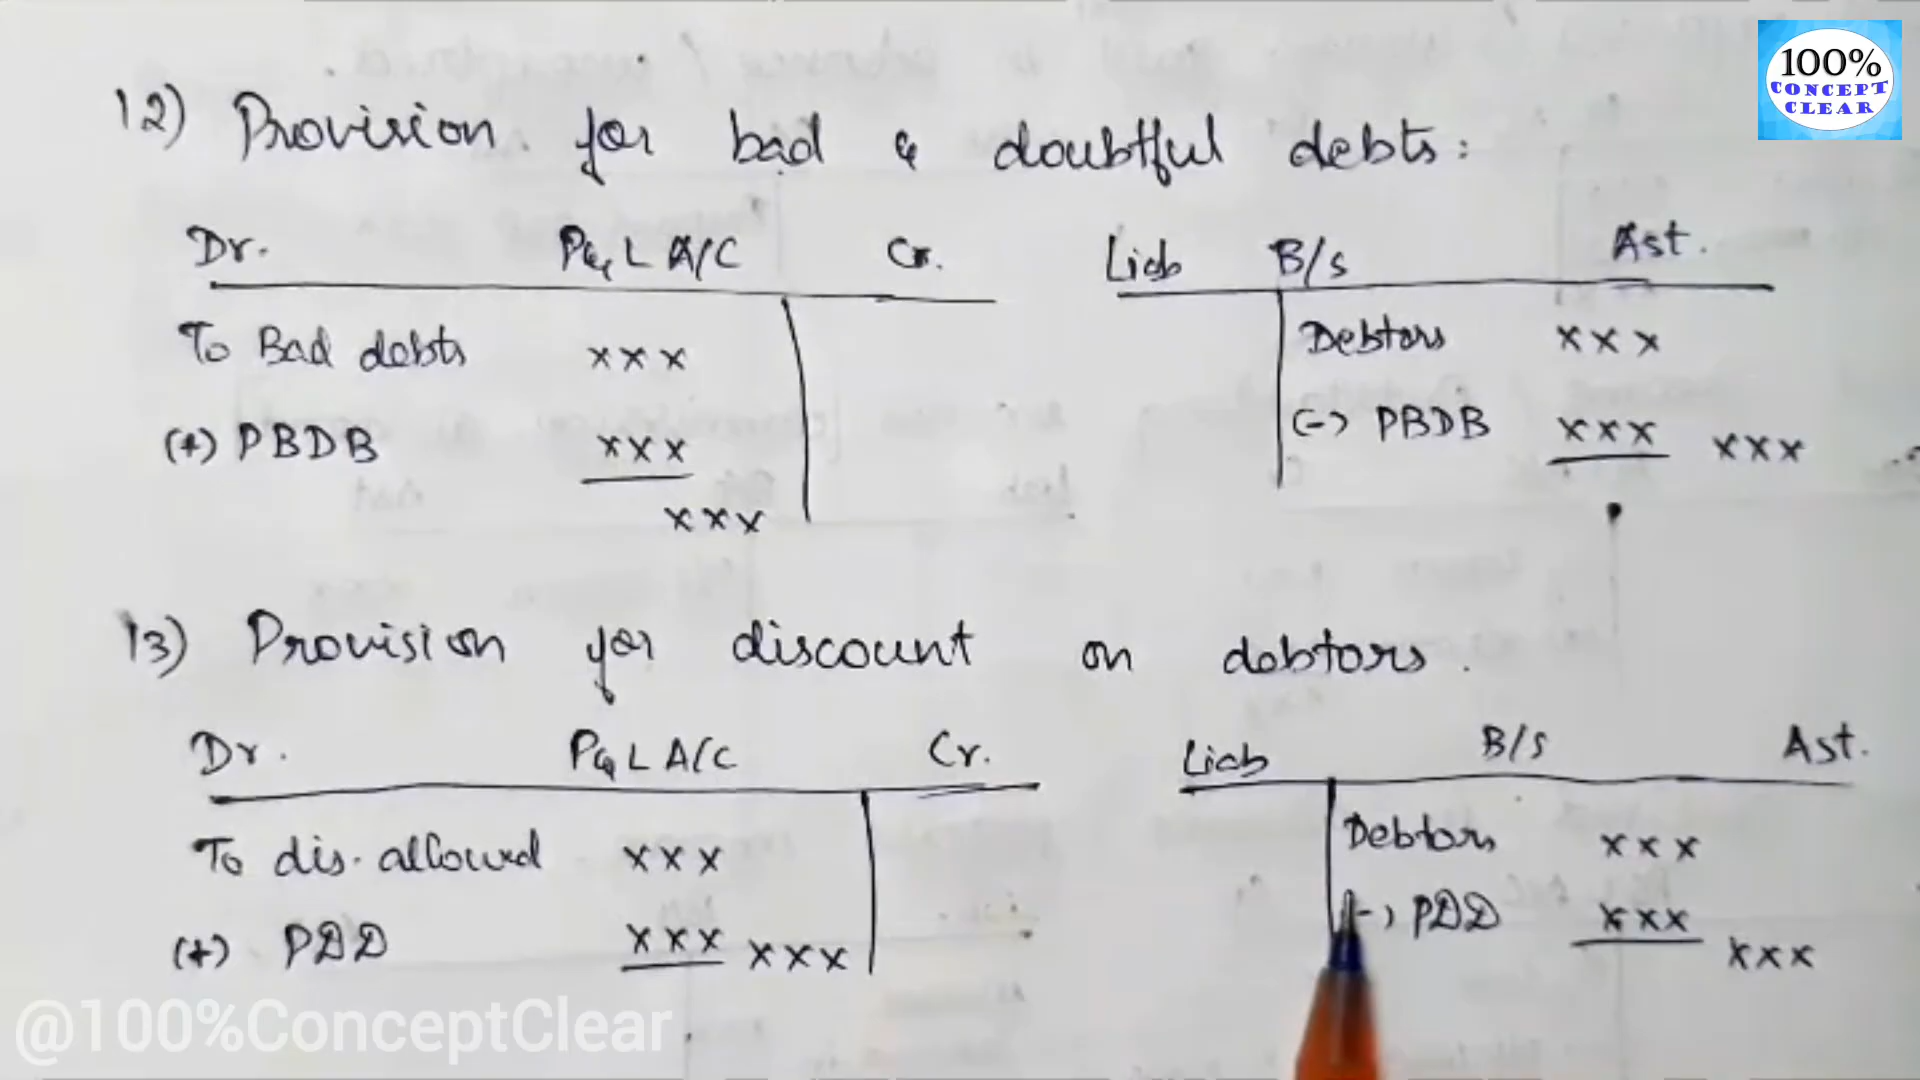 100%
CONCEPT
CLEAR
12) Provision for bad & doubtful debts:
Dr. P&L A/C Cr.
To Bad debts xxx
(+) PBDB xxx
xxx
Liab B/S Ast.
Debtors xxx
(-) PBDB xxx xxx
13) Provision for discount on debtors.
Dr. P&L A/C Cr.
To dis. allowed xxx
(+) PDD xxx xxx
Liab B/S Ast.
Debtors xxx
(-) PDD xxx xxx
@100%ConceptClear